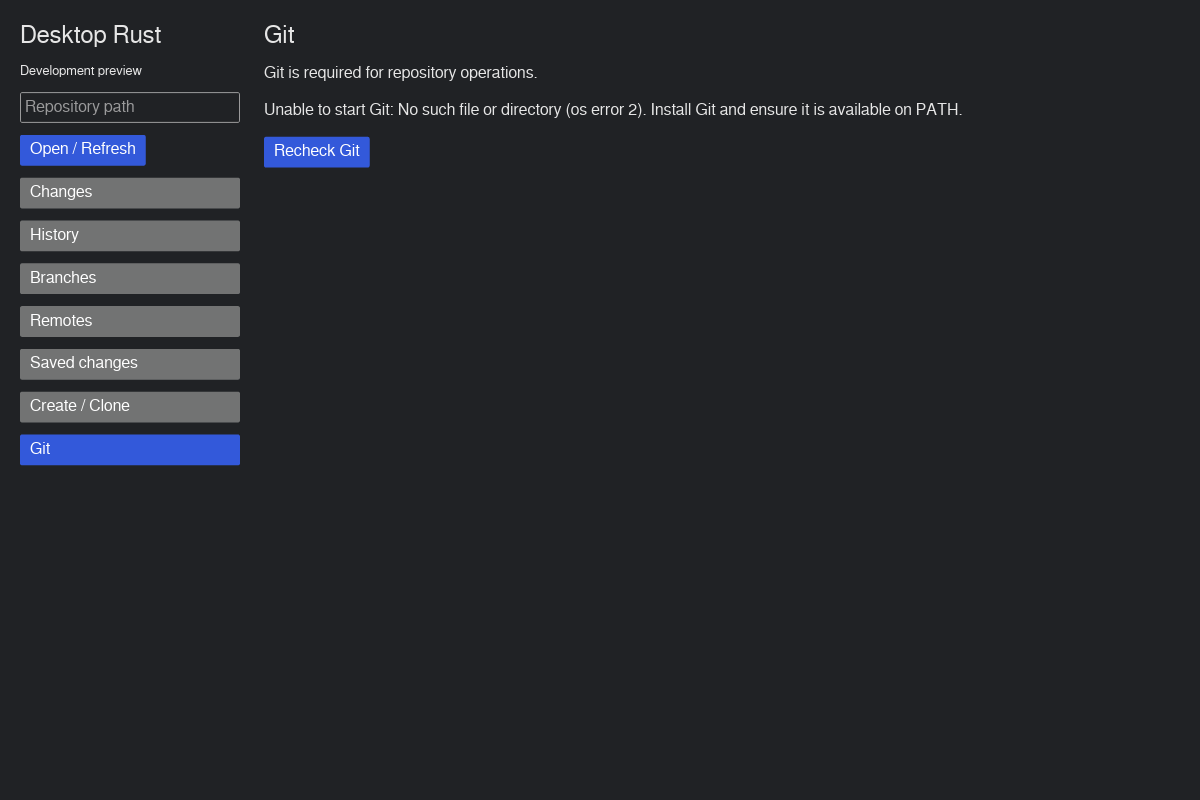 Desktop Rust
Development preview
Repository path
Open / Refresh
Changes
History
Branches
Remotes
Saved changes
Create / Clone
Git
Git
Git is required for repository operations.
Unable to start Git: No such file or directory (os error 2). Install Git and ensure it is available on PATH.
Recheck Git